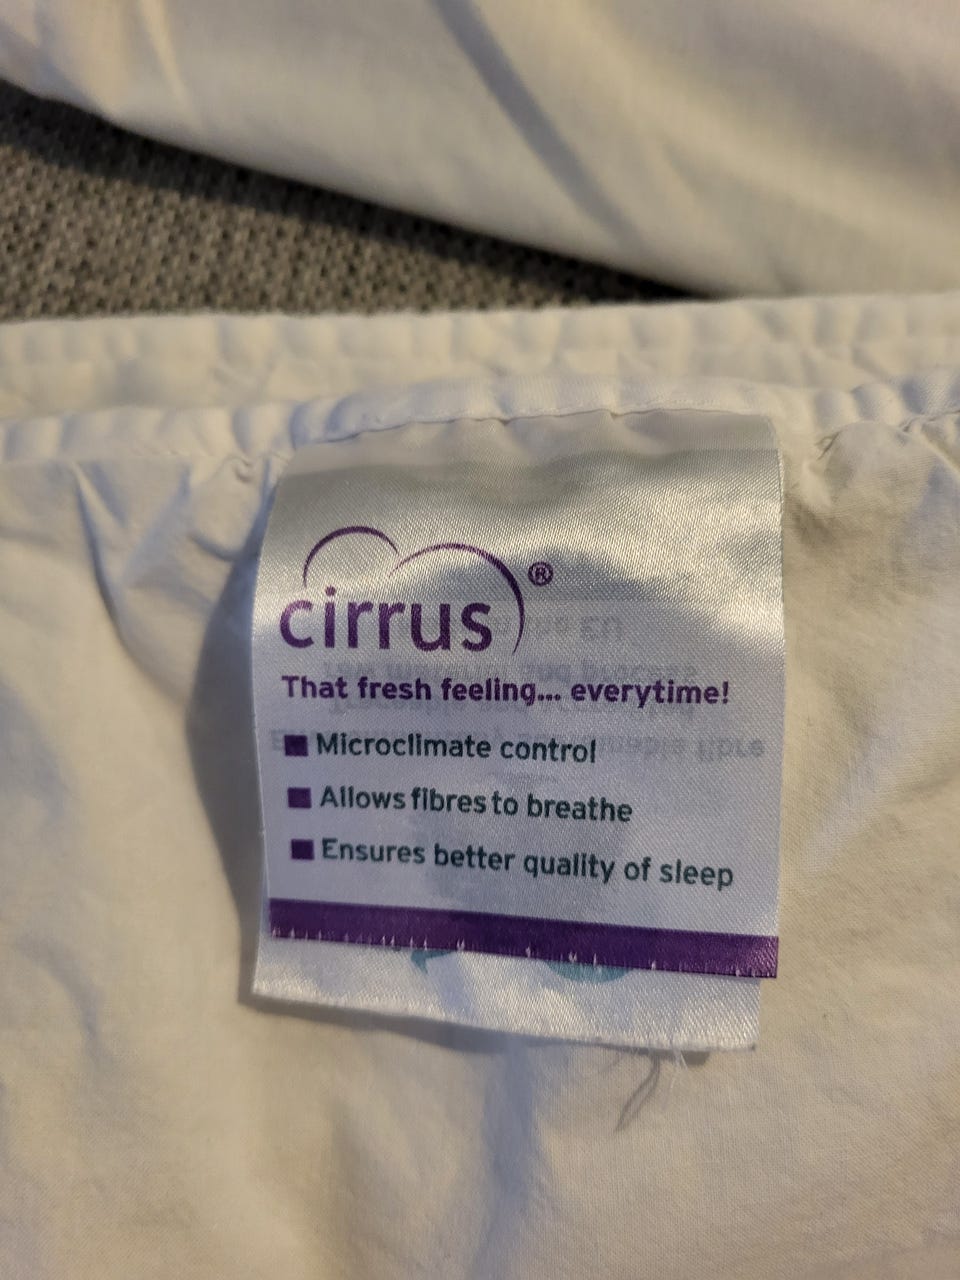 cirrus®
That fresh feeling... everytime!
Microclimate control
Allows fibres to breathe
Ensures better quality of sleep